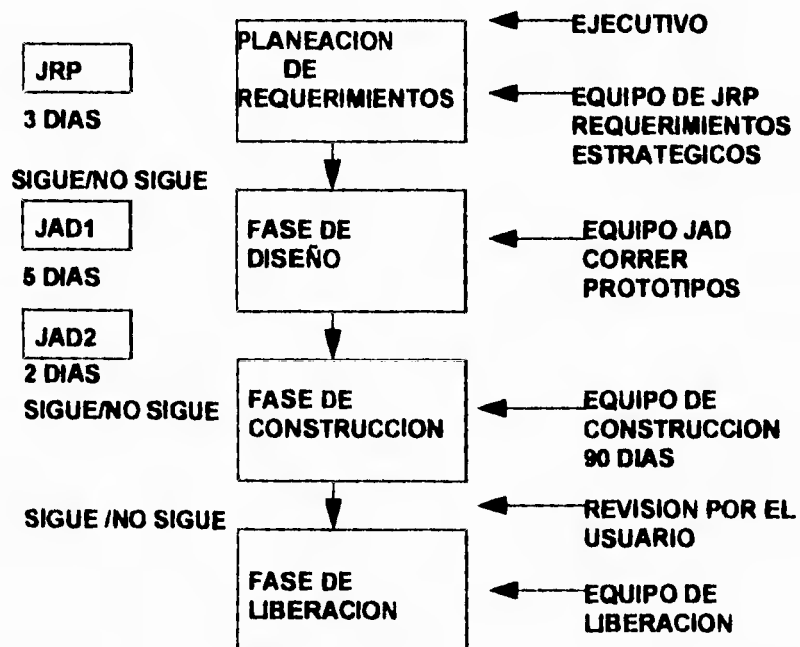 JRP
3 DIAS
SIGUE/NO SIGUE
JAD1
5 DIAS
JAD2
2 DIAS
SIGUE/NO SIGUE
SIGUE /NO SIGUE
PLANEACION
DE
REQUERIMIENTOS
FASE DE
DISEÑO
FASE DE
CONSTRUCCION
FASE DE
LIBERACION
EJECUTIVO
EQUIPO DE JRP
REQUERIMIENTOS
ESTRATEGICOS
EQUIPO JAD
CORRER
PROTOTIPOS
EQUIPO DE
CONSTRUCCION
90 DIAS
REVISION POR EL
USUARIO
EQUIPO DE
LIBERACION